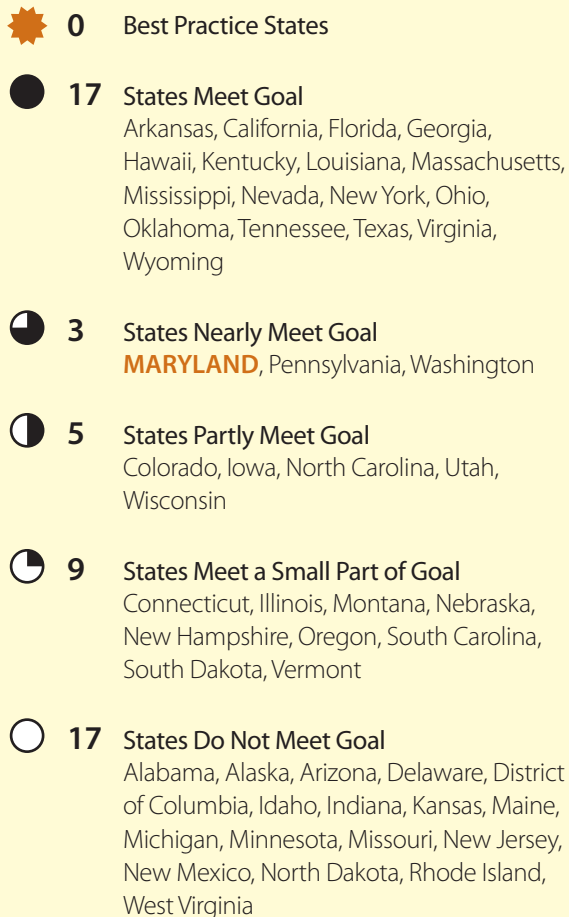 0 Best Practice States
17 States Meet Goal
Arkansas, California, Florida, Georgia,
Hawaii, Kentucky, Louisiana, Massachusetts,
Mississippi, Nevada, New York, Ohio,
Oklahoma, Tennessee, Texas, Virginia,
Wyoming
3 States Nearly Meet Goal
MARYLAND, Pennsylvania, Washington
5 States Partly Meet Goal
Colorado, Iowa, North Carolina, Utah,
Wisconsin
9 States Meet a Small Part of Goal
Connecticut, Illinois, Montana, Nebraska,
New Hampshire, Oregon, South Carolina,
South Dakota, Vermont
17 States Do Not Meet Goal
Alabama, Alaska, Arizona, Delaware, District
of Columbia, Idaho, Indiana, Kansas, Maine,
Michigan, Minnesota, Missouri, New Jersey,
New Mexico, North Dakota, Rhode Island,
West Virginia